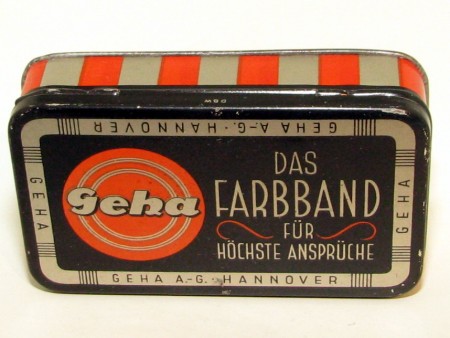 D&W
GEHA A.-G. · HANNOVER
GEHA
Geha
DAS
FARBBAND
FÜR
HÖCHSTE ANSPRÜCHE
GEHA
GEHA A.-G. · HANNOVER